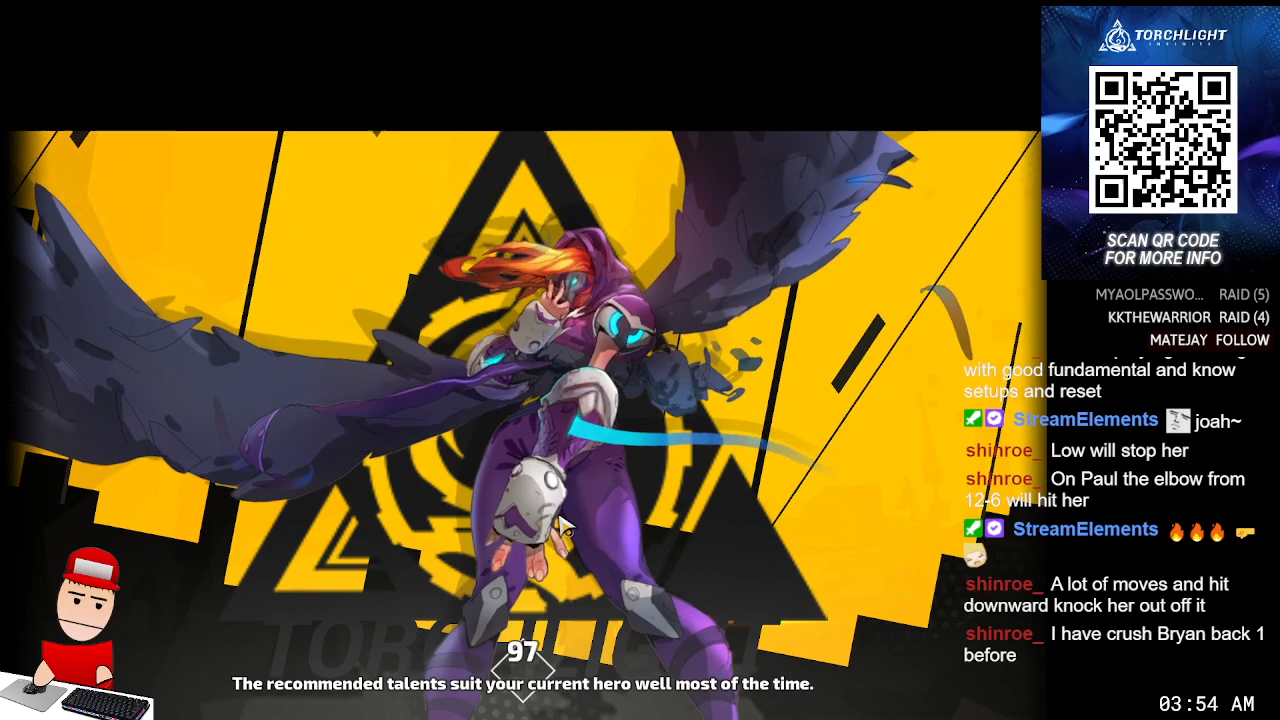 TORCHLIGHT
INFINITE
SCAN QR CODE
FOR MORE INFO
MYAOLPASSWO... RAID (5)
KKTHEWARRIOR RAID (4)
MATEJAY FOLLOW
with good fundamental and know
setups and reset
StreamElements joah~
shinroe_ Low will stop her
shinroe_ On Paul the elbow from
12-6 will hit her
StreamElements 🔥🔥🔥
shinroe_ A lot of moves and hit
downward knock her out off it
shinroe_ I have crush Bryan back 1
before
97
The recommended talents suit your current hero well most of the time.
03:54 AM